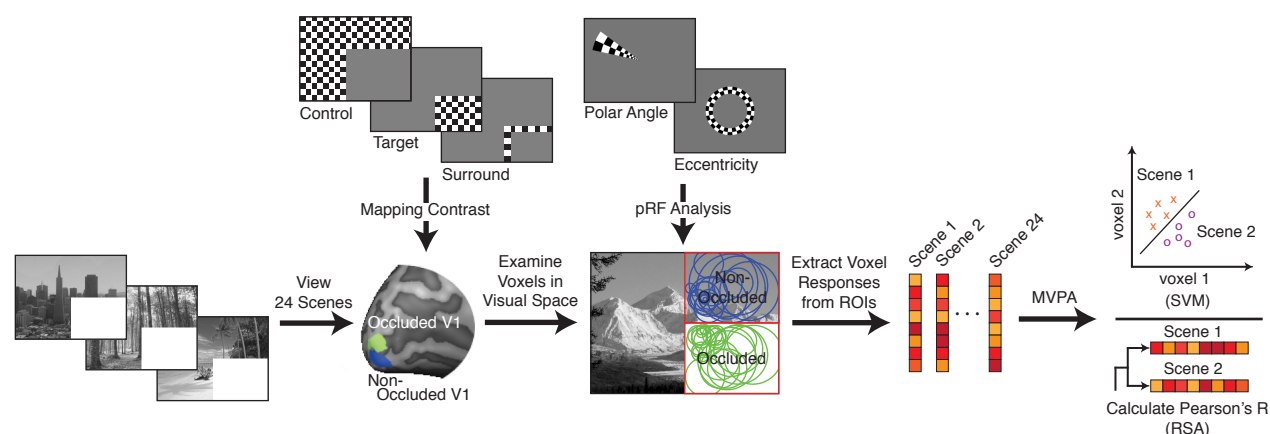 Control
Target
Surround
Polar Angle
Eccentricity
Mapping Contrast
pRF Analysis
View
24 Scenes
Occluded V1
Non-
Occluded V1
Examine
Voxels in
Visual Space
Non-
Occluded
Occluded
Extract Voxel
Responses
from ROIs
Scene 1
Scene 2
...
Scene 24
MVPA
voxel 2
Scene 1
x x
x x
x
o
o o
o o
o
Scene 2
voxel 1
(SVM)
Scene 1
Scene 2
Calculate Pearson's R
(RSA)